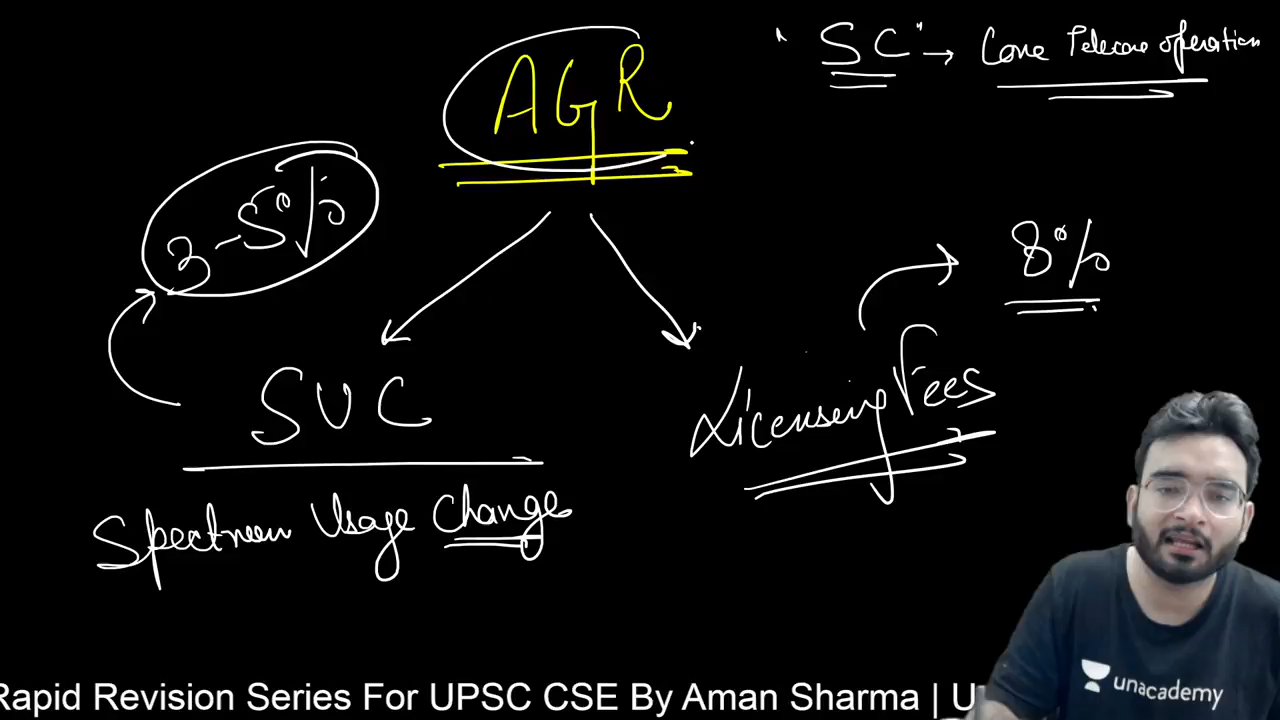 "SC" → Core Telecom operation
AGR
3-5%
8%
SUC
Licensing Fees
Spectrum Usage Charge
unacademy
Rapid Revision Series For UPSC CSE By Aman Sharma | U